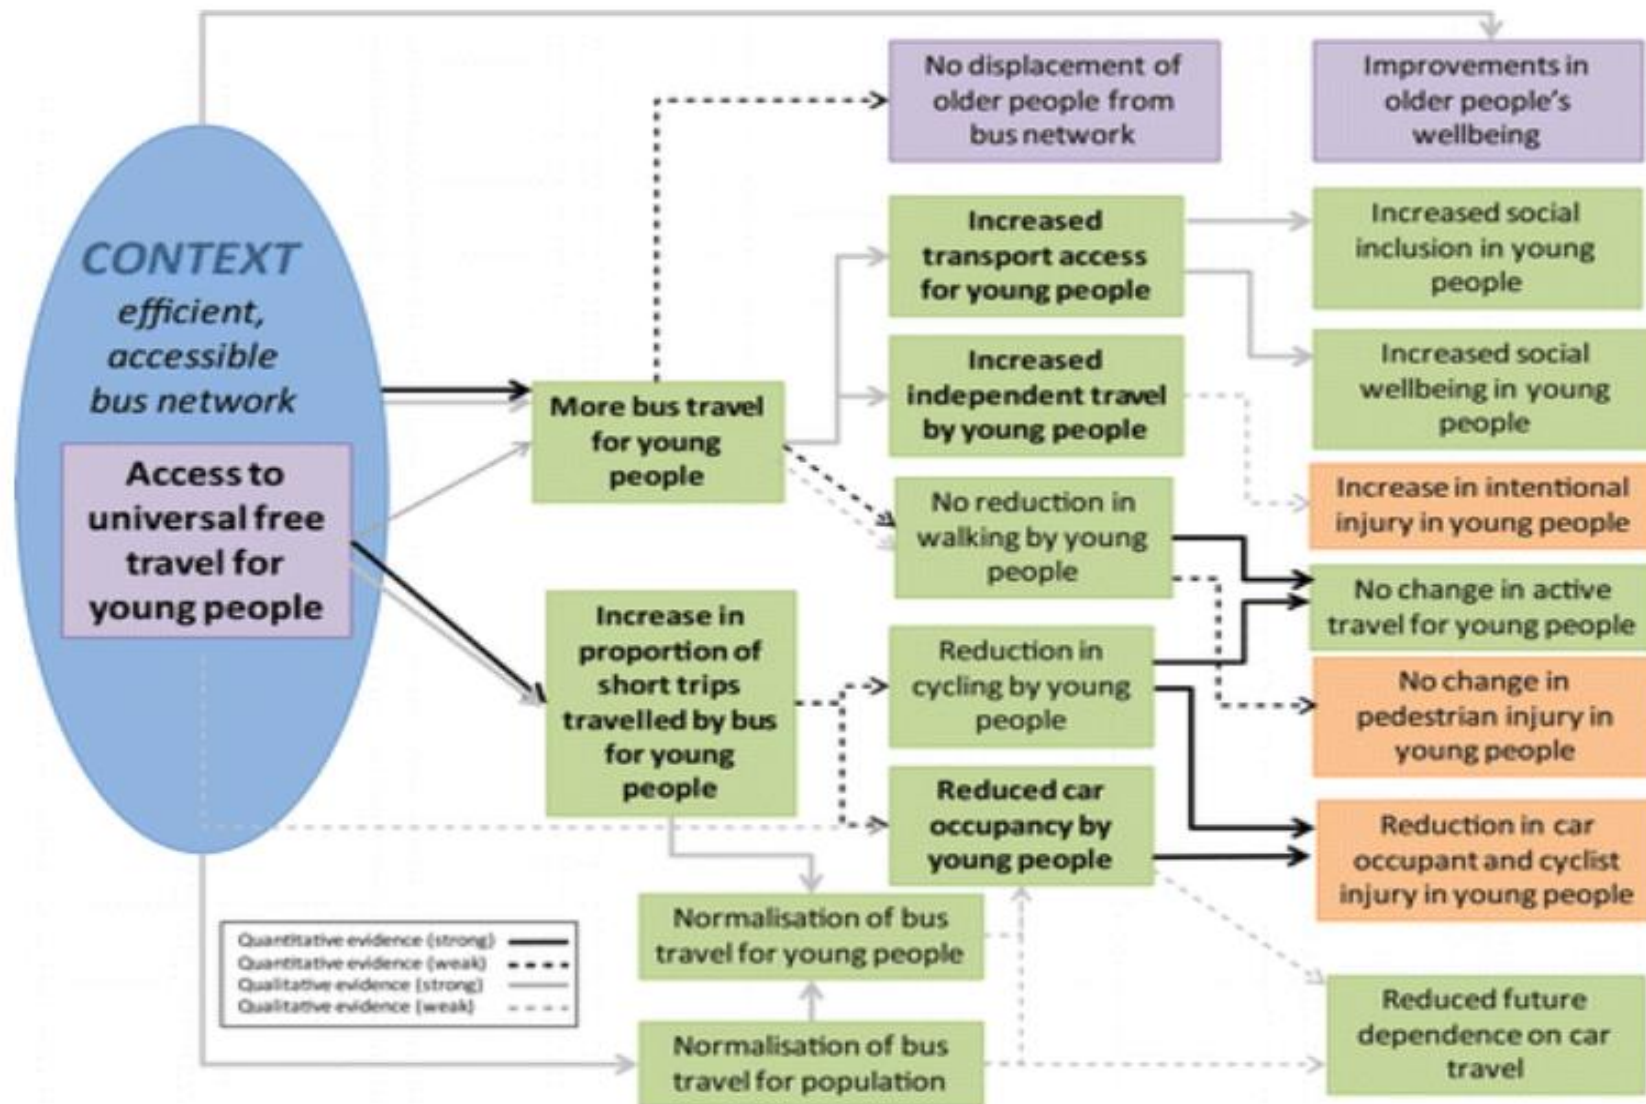 No displacement of
older people from
bus network
Improvements in
older people's
wellbeing
CONTEXT
efficient,
accessible
bus network
Access to
universal free
travel for
young people
More bus travel
for young
people
Increase in
proportion of
short trips
travelled by bus
for young
people
Increased
transport access
for young people
Increased
independent travel
by young people
No reduction in
walking by young
people
Reduction in
cycling by young
people
Reduced car
occupancy by
young people
Increased social
inclusion in young
people
Increased social
wellbeing in young
people
Increase in intentional
injury in young people
No change in active
travel for young people
No change in
pedestrian injury in
young people
Reduction in car
occupant and cyclist
injury in young people
Normalisation of bus
travel for young people
Normalisation of bus
travel for population
Reduced future
dependence on car
travel
Quantitative evidence (strong)
Quantitative evidence (weak)
Qualitative evidence (strong)
Qualitative evidence (weak)